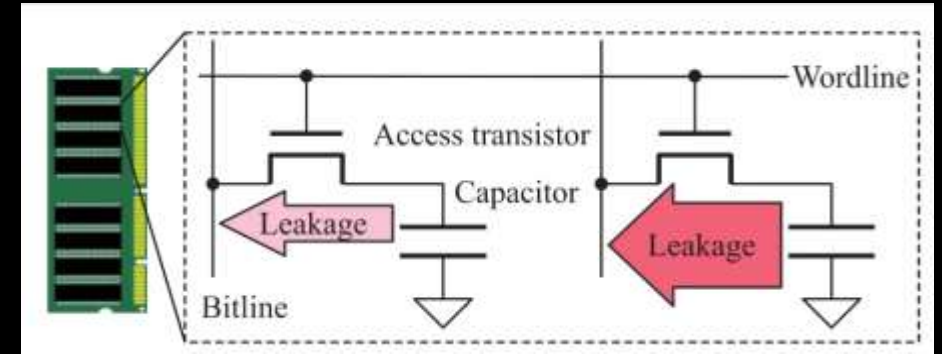 Wordline
Access transistor
Capacitor
Leakage
Leakage
Bitline